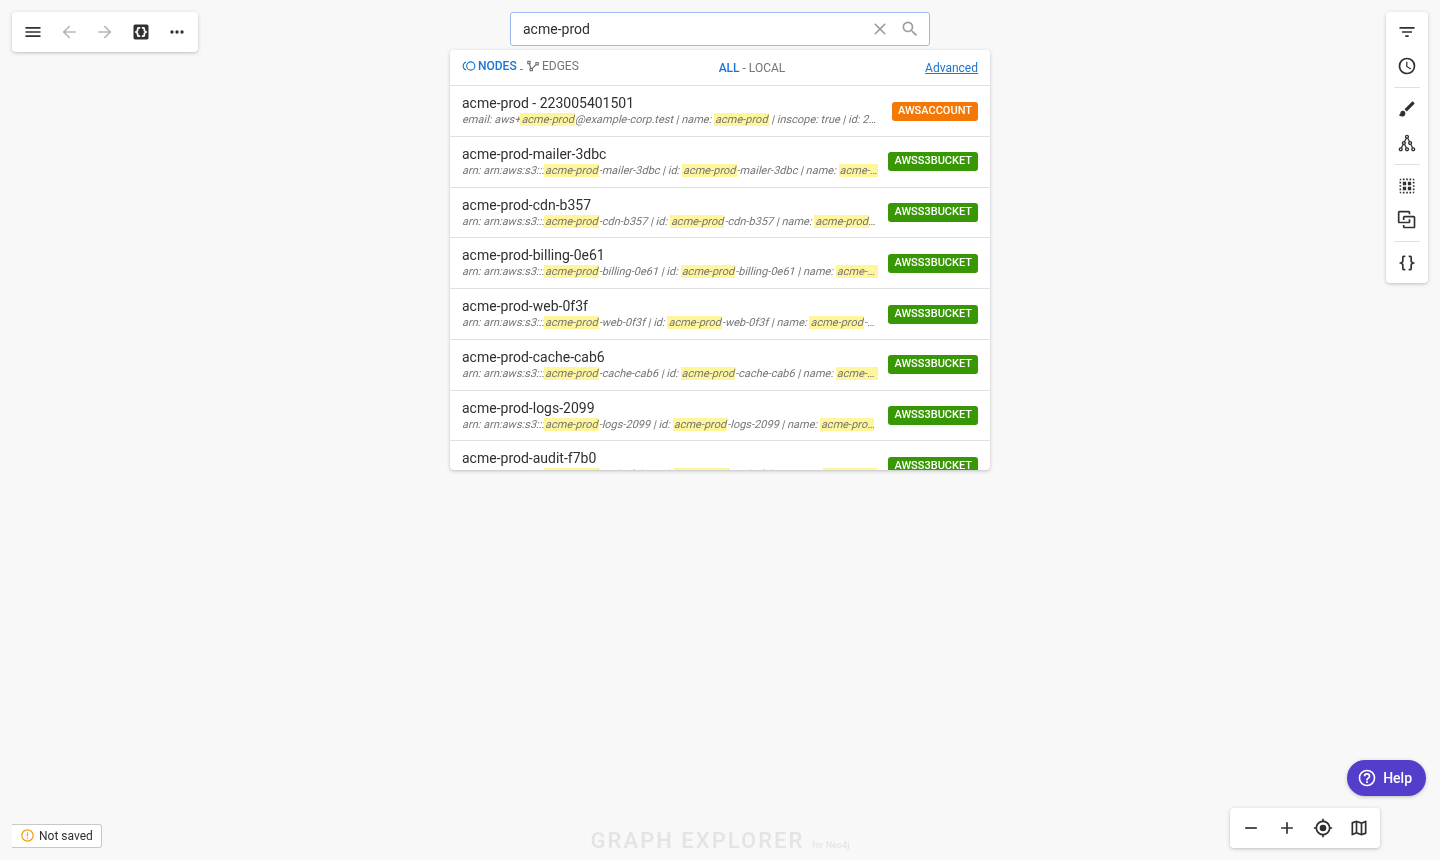 acme-prod
NODES - EDGES ALL - LOCAL Advanced
acme-prod - 223005401501
AWSACCOUNT
email: aws+acme-prod@example-corp.test | name: acme-prod | inscope: true | id: 2...
acme-prod-mailer-3dbc
AWSS3BUCKET
arn: arn:aws:s3:::acme-prod-mailer-3dbc | id: acme-prod-mailer-3dbc | name: acme-...
acme-prod-cdn-b357
AWSS3BUCKET
arn: arn:aws:s3:::acme-prod-cdn-b357 | id: acme-prod-cdn-b357 | name: acme-prod...
acme-prod-billing-0e61
AWSS3BUCKET
arn: arn:aws:s3:::acme-prod-billing-0e61 | id: acme-prod-billing-0e61 | name: acme-...
acme-prod-web-0f3f
AWSS3BUCKET
arn: arn:aws:s3:::acme-prod-web-0f3f | id: acme-prod-web-0f3f | name: acme-prod-...
acme-prod-cache-cab6
AWSS3BUCKET
arn: arn:aws:s3:::acme-prod-cache-cab6 | id: acme-prod-cache-cab6 | name: acme-...
acme-prod-logs-2099
AWSS3BUCKET
arn: arn:aws:s3:::acme-prod-logs-2099 | id: acme-prod-logs-2099 | name: acme-pro...
acme-prod-audit-f7b0
AWSS3BUCKET
Help
Not saved
GRAPH EXPLORER for Neo4j